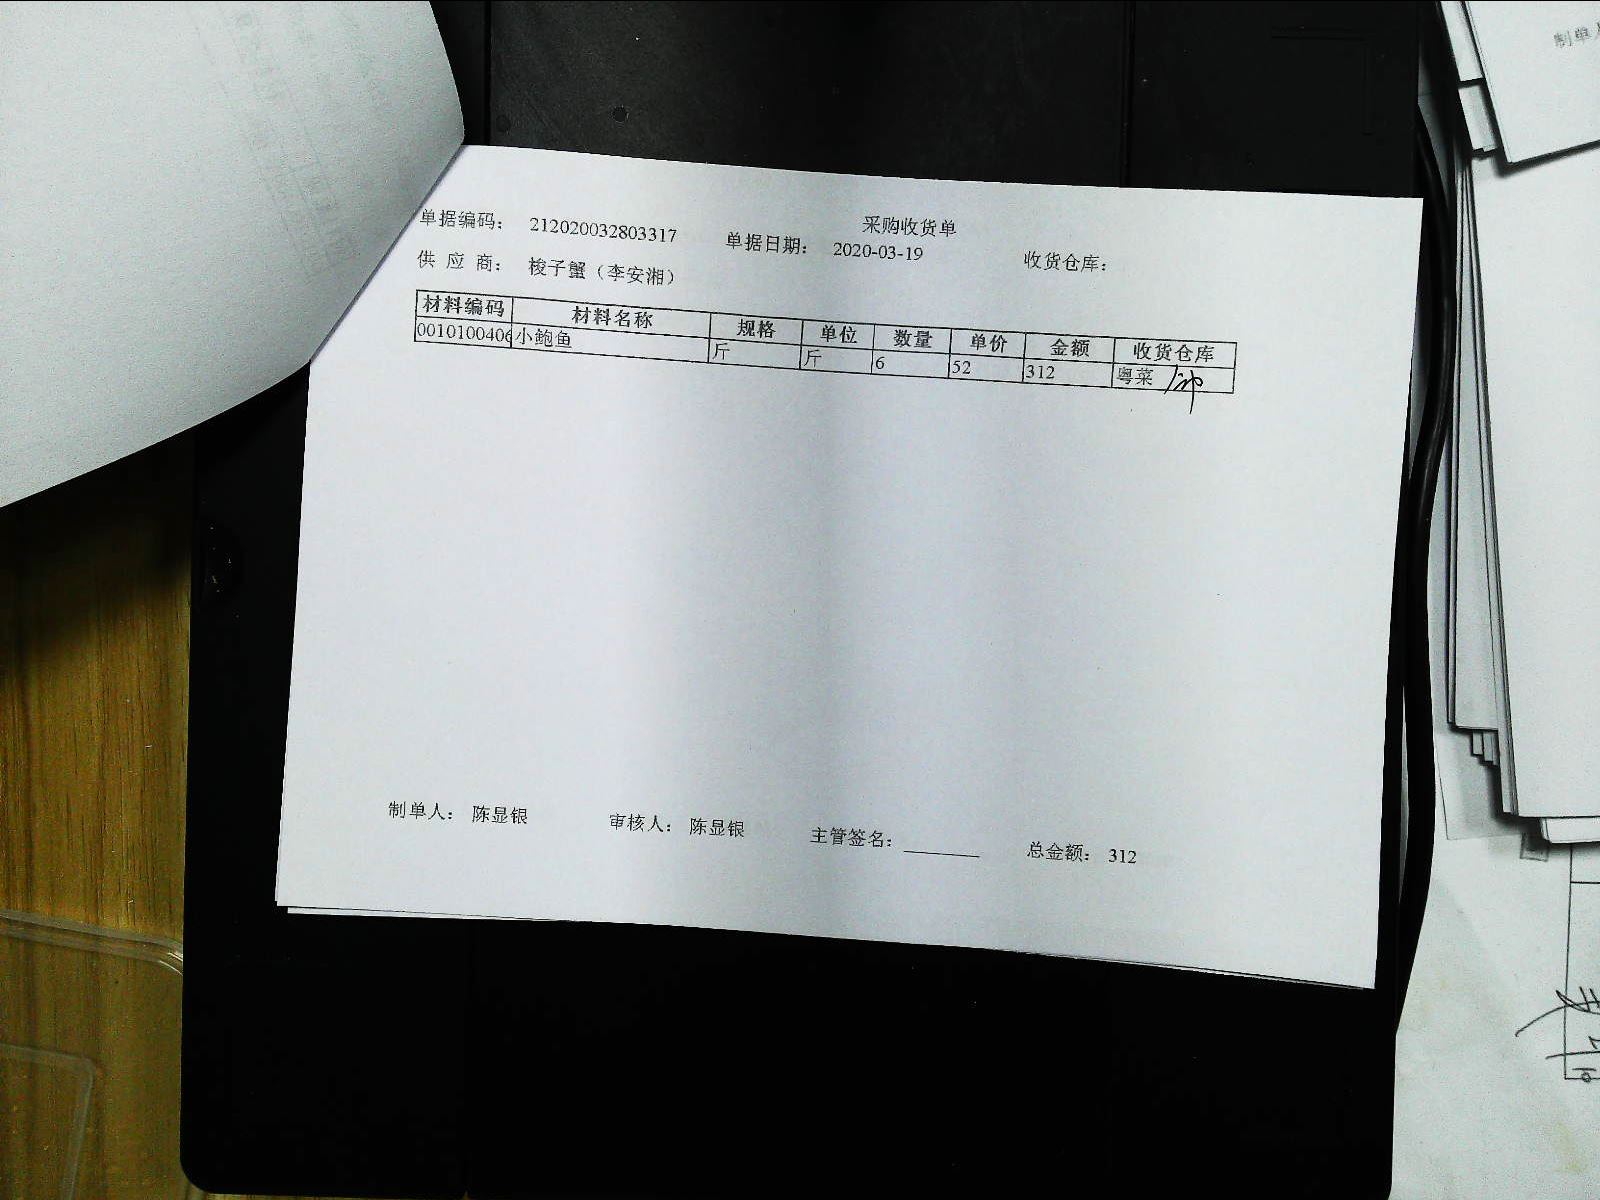 采购收货单
单据编码： 212020032803317 单据日期： 2020-03-19 收货仓库：
供 应 商： 梭子蟹（李安湘）
材料编码 材料名称 规格 单位 数量 单价 金额 收货仓库
0010100406 小鲍鱼 斤 斤 6 52 312 粤菜
制单人： 陈显银 审核人： 陈显银 主管签名： 总金额： 312
制单人